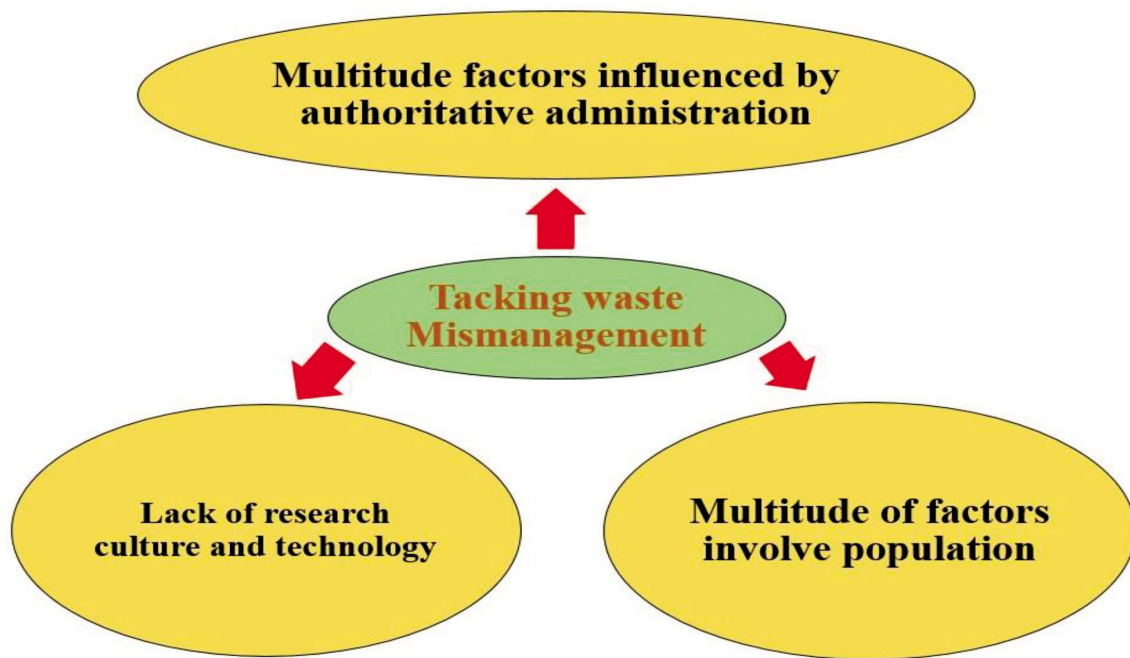 Multitude factors influenced by
authoritative administration
Tacking waste
Mismanagement
Lack of research
culture and technology
Multitude of factors
involve population